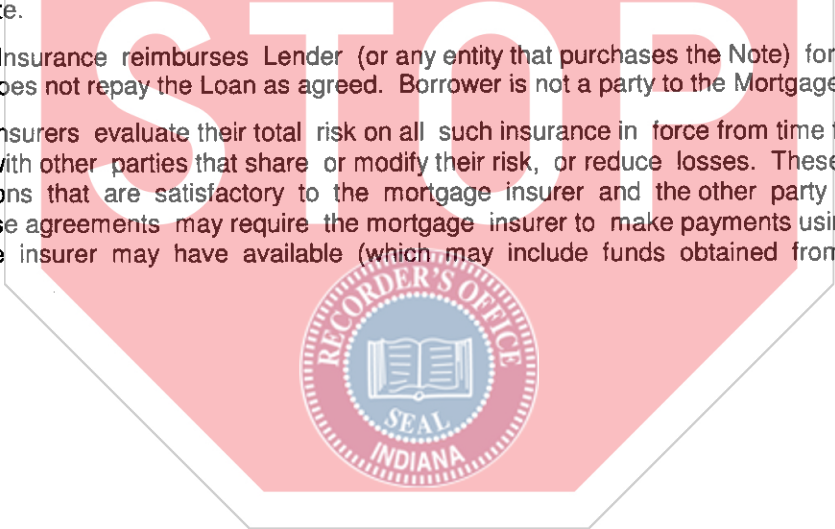 e.
nsurance reimburses Lender (or any entity that purchases the Note) for
oes not repay the Loan as agreed. Borrower is not a party to the Mortgage
nsurers evaluate their total risk on all such insurance in force from time
with other parties that share or modify their risk, or reduce losses. These
ons that are satisfactory to the mortgage insurer and the other party
se agreements may require the mortgage insurer to make payments usi
e insurer may have available (which may include funds obtained from
STOP
RECORDER'S OFFICE
SEAL
INDIANA